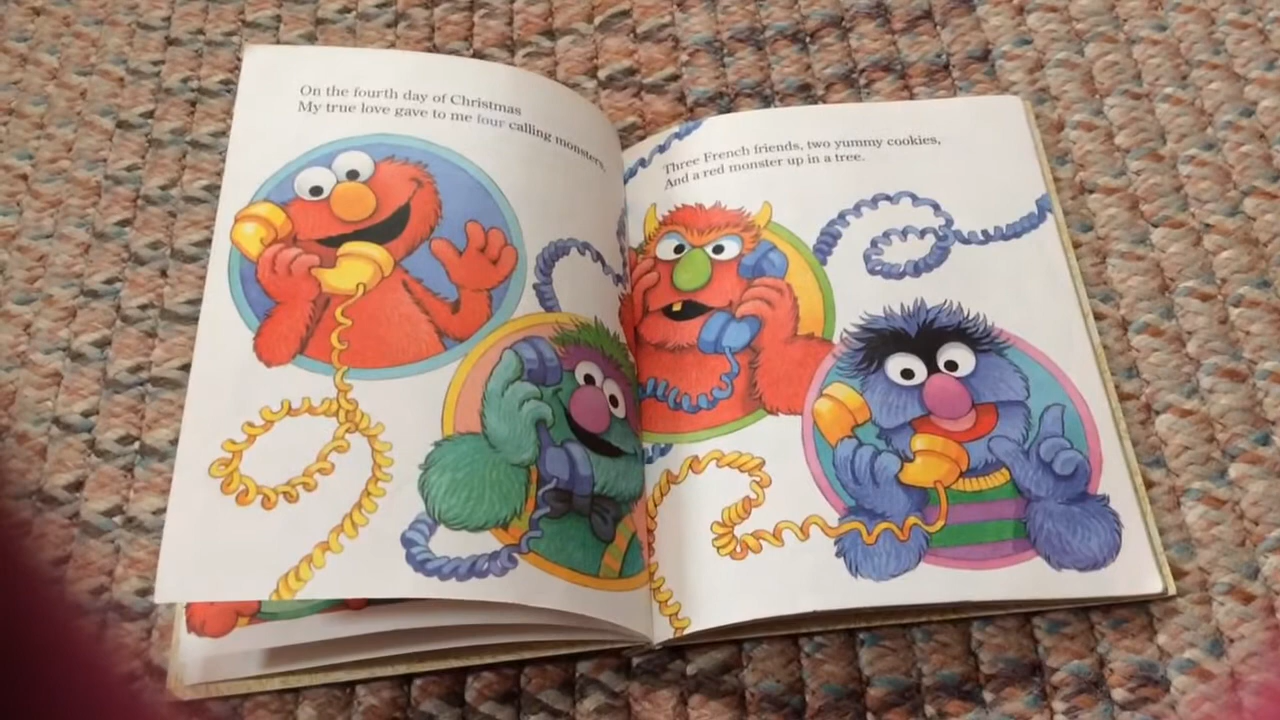 On the fourth day of Christmas
My true love gave to me four calling monsters,
Three French friends, two yummy cookies,
And a red monster up in a tree.